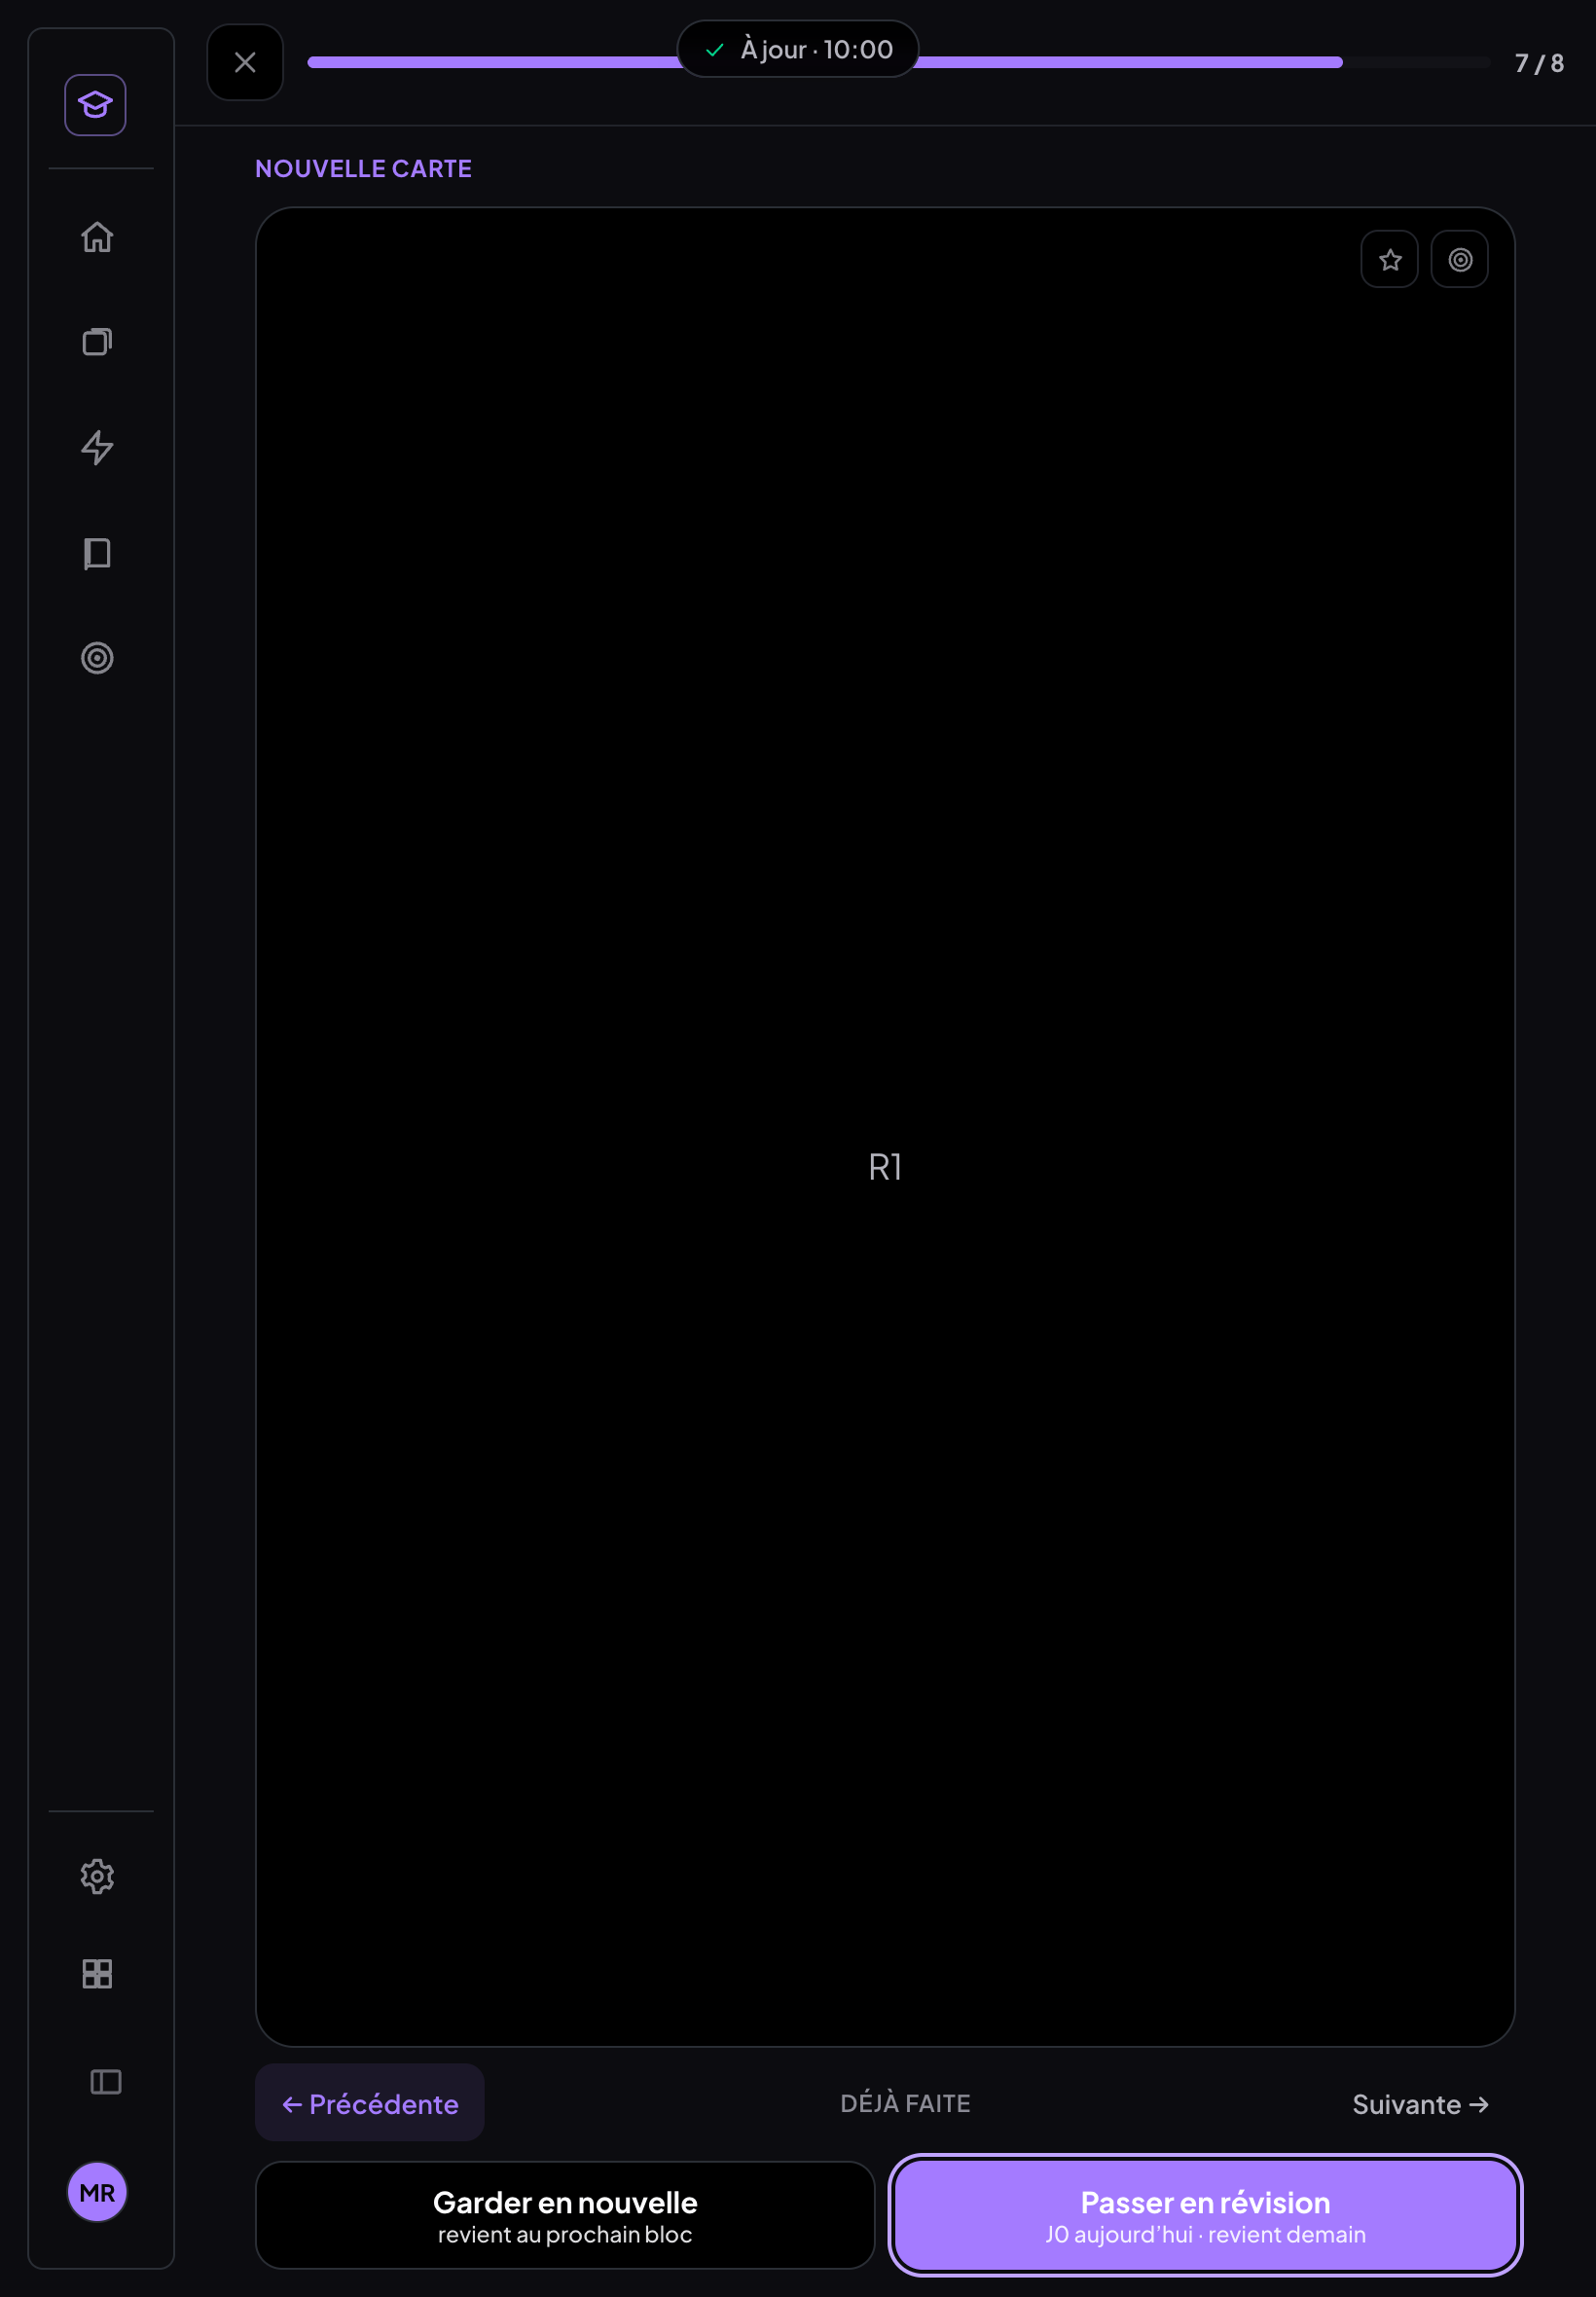 À jour · 10:00
7 / 8
NOUVELLE CARTE
R1
← Précédente
DÉJÀ FAITE
Suivante →
Garder en nouvelle
revient au prochain bloc
Passer en révision
J0 aujourd’hui · revient demain
MR